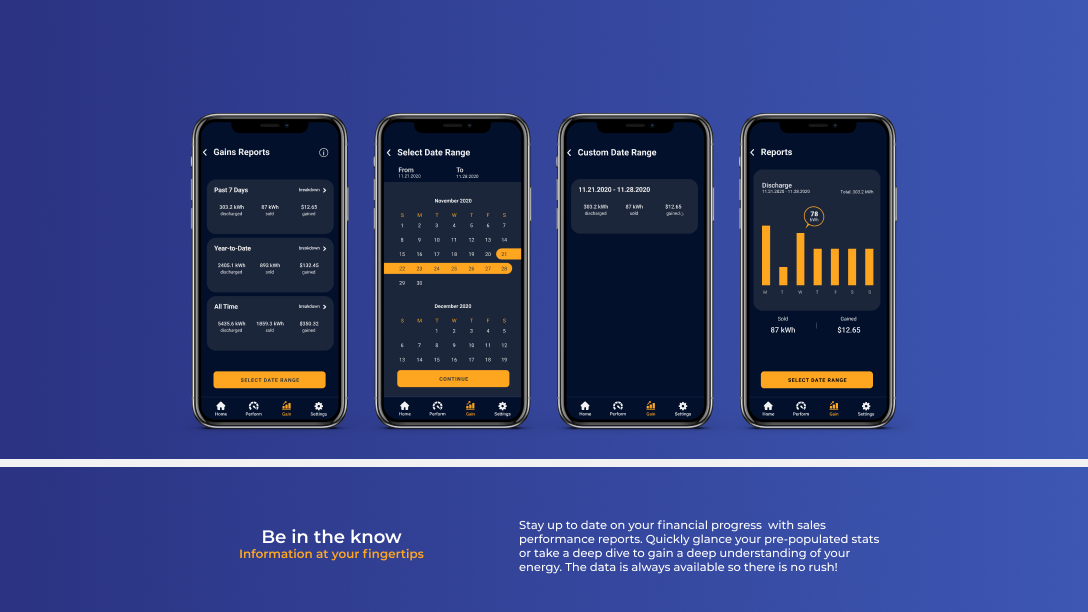 Gains Reports
Past 7 Days
breakdown
303.2 kWh 87 kWh $12.65
discharged sold gained
Year-to-Date
breakdown
2405.1 kWh 893 kWh $132.45
discharged sold gained
All Time
breakdown
5435.6 kWh 1859.3 kWh $350.32
discharged sold gained
SELECT DATE RANGE
Home Perform Gain Settings
Select Date Range
From To
11.21.2020 11.28.2020
November 2020
S M T W T F S
1 2 3 4 5 6 7
8 9 10 11 12 13 14
15 16 17 18 19 20 21
22 23 24 25 26 27 28
29 30
December 2020
S M T W T F S
1 2 3 4 5
6 7 8 9 10 11 12
13 14 15 16 17 18 19
CONTINUE
Home Perform Gain Settings
Custom Date Range
11.21.2020 - 11.28.2020
303.2 kWh 87 kWh $12.65
discharged sold gained
Home Perform Gain Settings
Reports
Discharge
11.21.2020 - 11.28.2020
Total: 303.2 kWh
78
kWh
M T W T F S S
Sold Gained
87 kWh $12.65
SELECT DATE RANGE
Home Perform Gain Settings
Be in the know
Information at your fingertips
Stay up to date on your financial progress with sales
performance reports. Quickly glance your pre-populated stats
or take a deep dive to gain a deep understanding of your
energy. The data is always available so there is no rush!